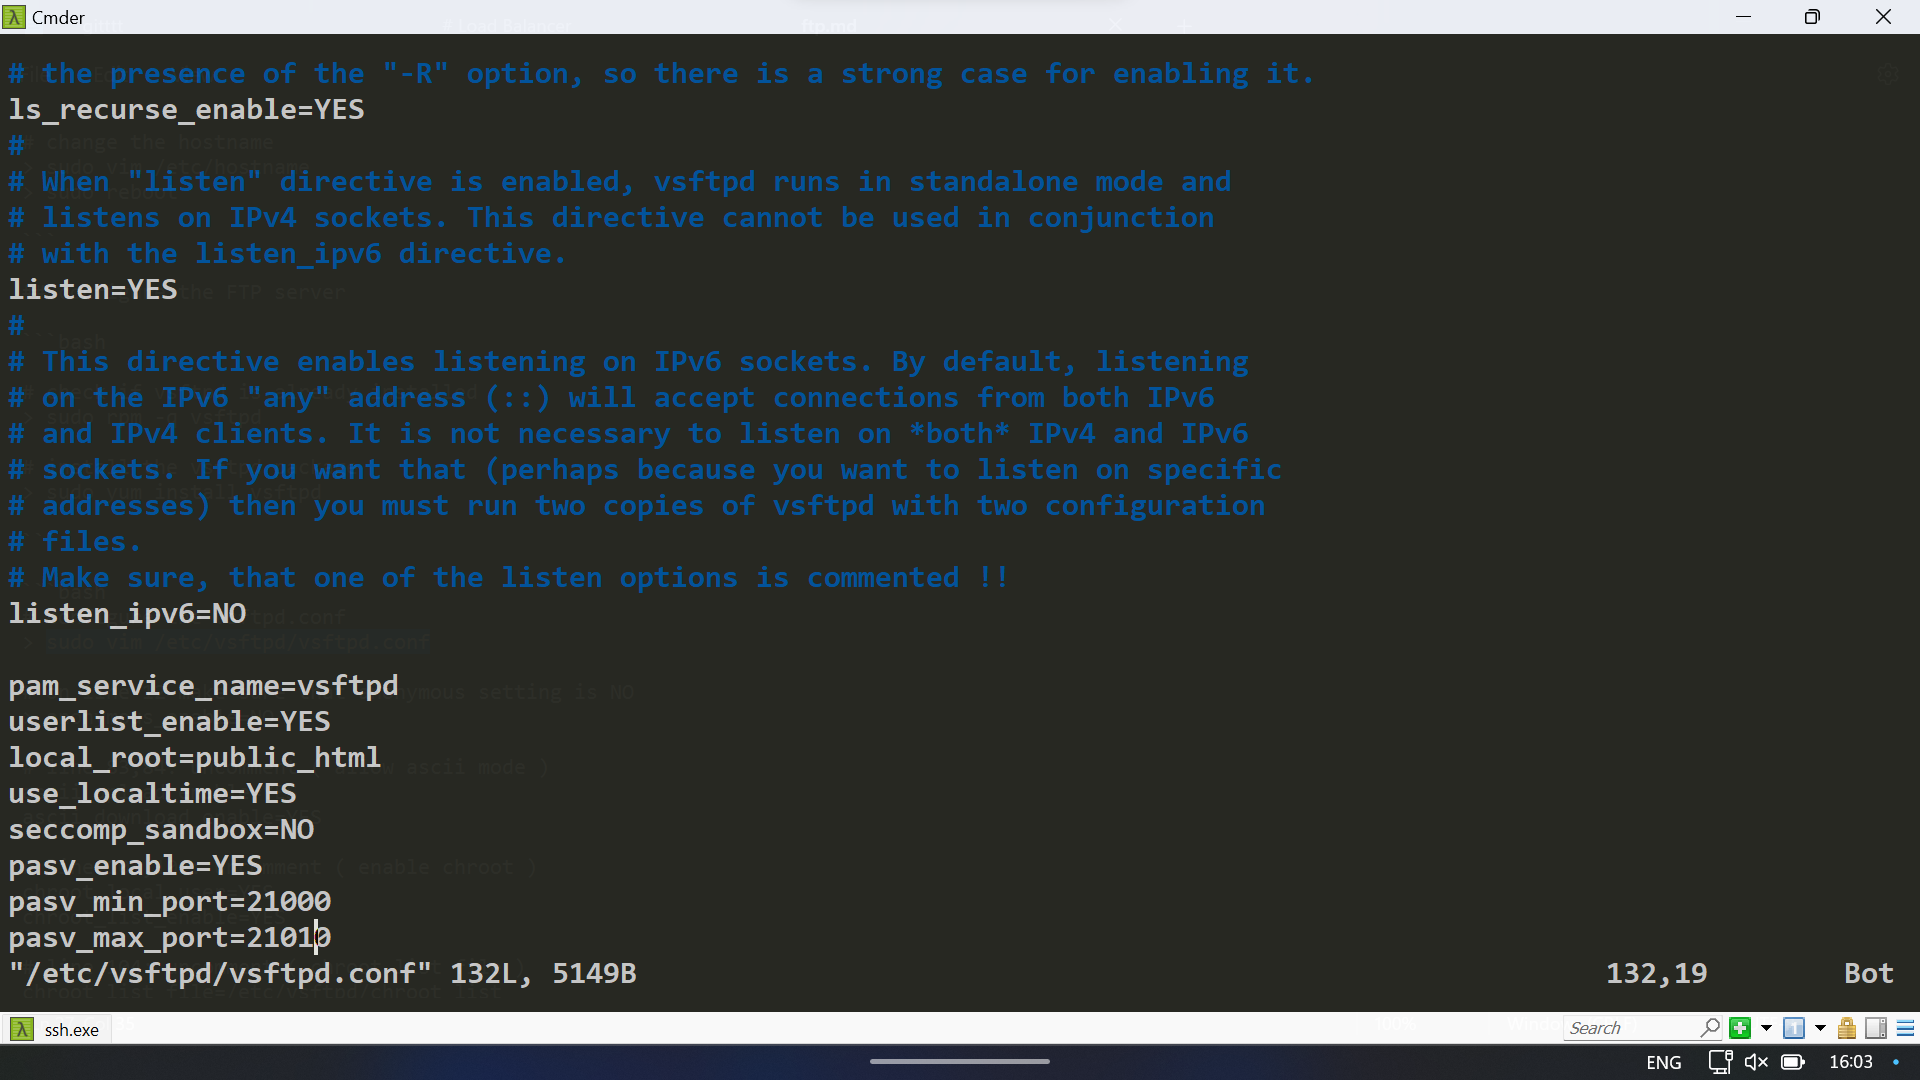 Cmder
# the presence of the "-R" option, so there is a strong case for enabling it.
ls_recurse_enable=YES
#
# When "listen" directive is enabled, vsftpd runs in standalone mode and
# listens on IPv4 sockets. This directive cannot be used in conjunction
# with the listen_ipv6 directive.
listen=YES
#
# This directive enables listening on IPv6 sockets. By default, listening
# on the IPv6 "any" address (::) will accept connections from both IPv6
# and IPv4 clients. It is not necessary to listen on *both* IPv4 and IPv6
# sockets. If you want that (perhaps because you want to listen on specific
# addresses) then you must run two copies of vsftpd with two configuration
# files.
# Make sure, that one of the listen options is commented !!
listen_ipv6=NO
pam_service_name=vsftpd
userlist_enable=YES
local_root=public_html
use_localtime=YES
seccomp_sandbox=NO
pasv_enable=YES
pasv_min_port=21000
pasv_max_port=21010
"/etc/vsftpd/vsftpd.conf" 132L, 5149B 132,19 Bot
ssh.exe Search
ENG 16:03